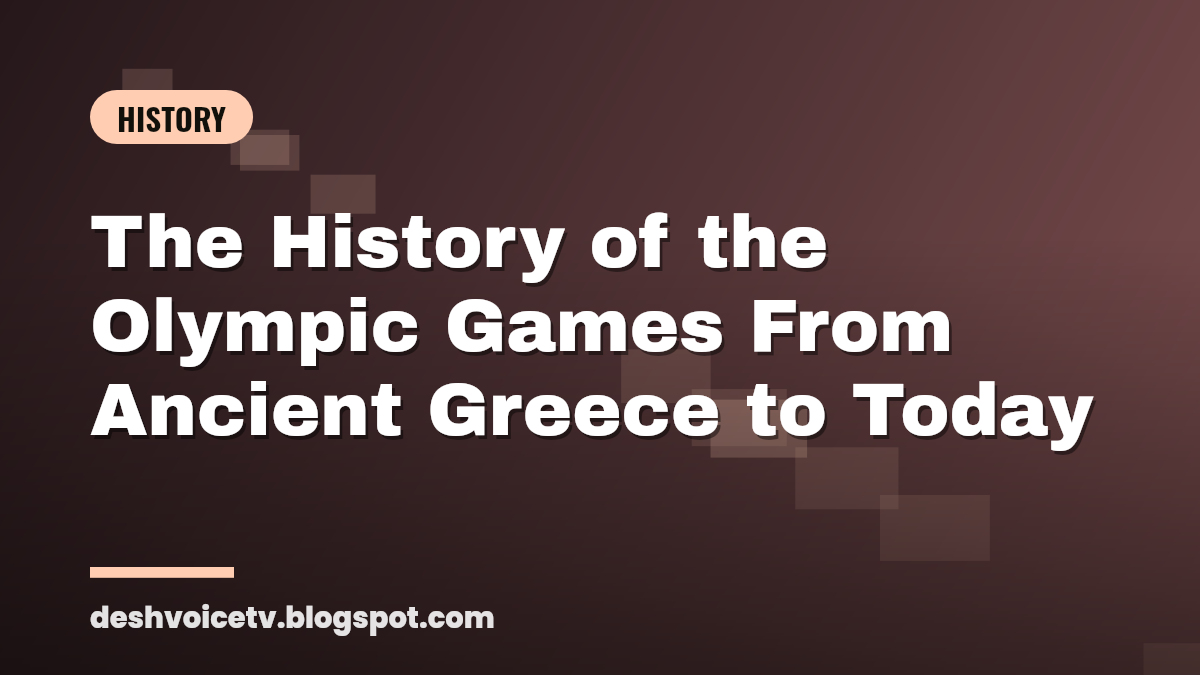 HISTORY
The History of the
Olympic Games From
Ancient Greece to Today
deshvoicetv.blogspot.com